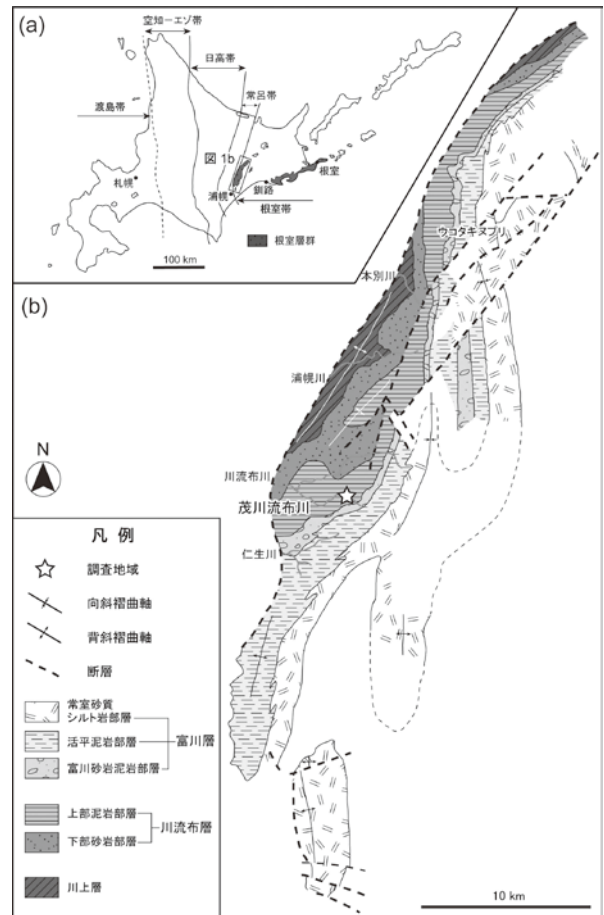 (a)
空知ーエゾ帯
日高帯
常呂帯
渡島帯
図 1b
札幌
浦幌
釧路
根室
根室帯
100 km
根室層群
(b)
ウコタキヌプリ
本別川
浦幌川
N
川流布川
茂川流布川
仁生川
凡 例
調査地域
向斜褶曲軸
背斜褶曲軸
断層
常室砂質
シルト岩部層
活平泥岩部層
富川層
富川砂岩泥岩部層
上部泥岩部層
川流布層
下部砂岩部層
川上層
10 km